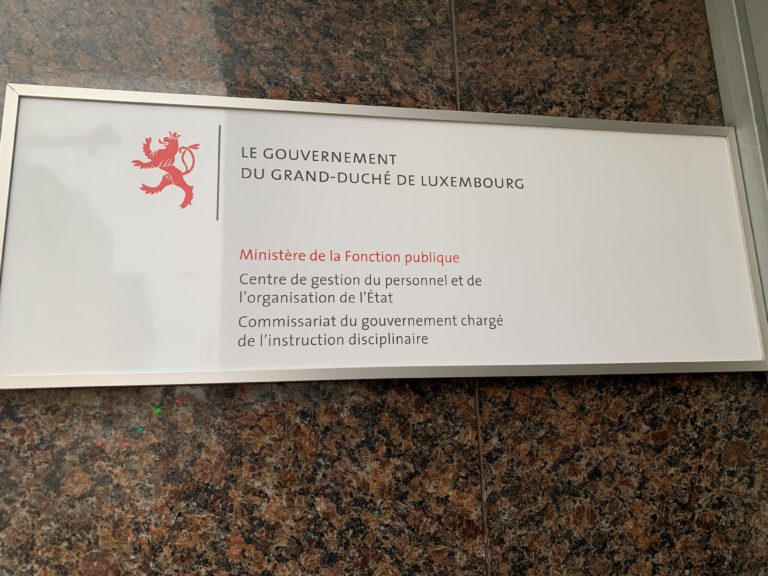 LE GOUVERNEMENT
DU GRAND-DUCHÉ DE LUXEMBOURG
Ministère de la Fonction publique
Centre de gestion du personnel et de
l'organisation de l'État
Commissariat du gouvernement chargé
de l'instruction disciplinaire